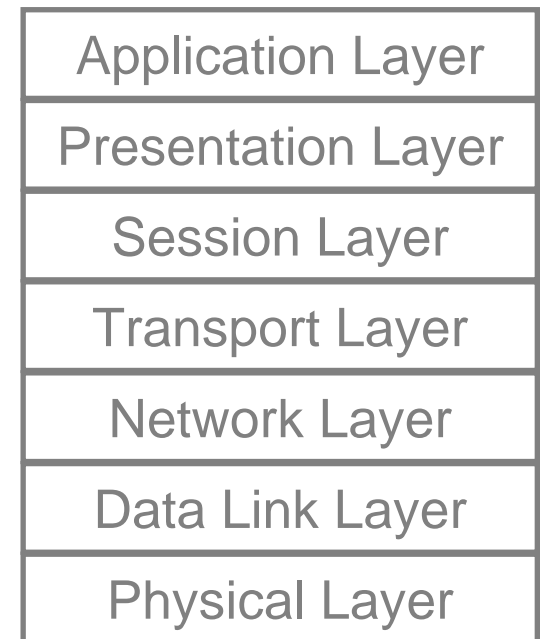 Application Layer
Presentation Layer
Session Layer
Transport Layer
Network Layer
Data Link Layer
Physical Layer